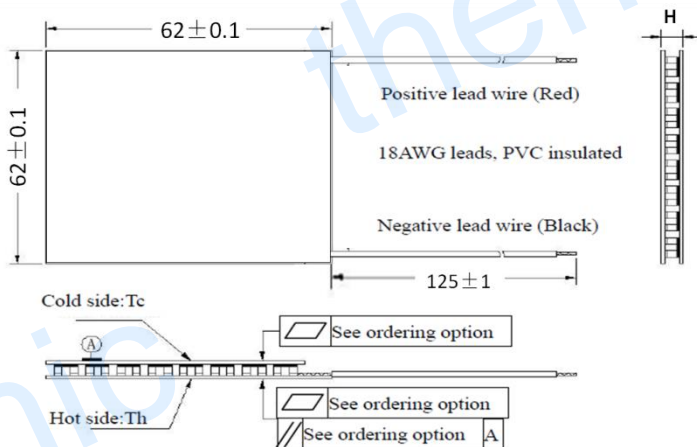 62±0.1
H
62±0.1
Positive lead wire (Red)
18AWG leads, PVC insulated
Negative lead wire (Black)
125±1
Cold side:Tc
A
See ordering option
Hot side:Th
See ordering option
See ordering option A